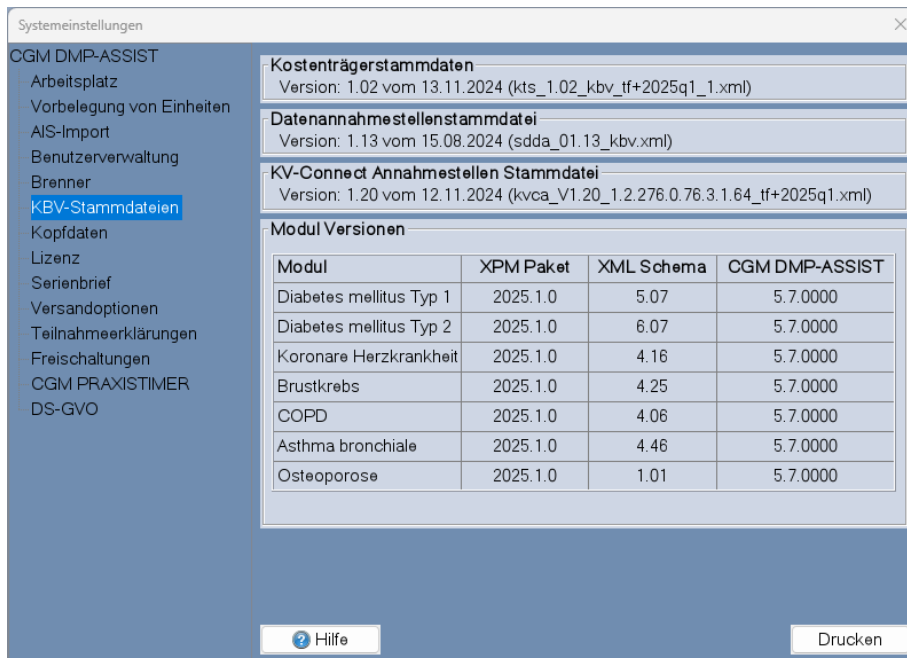 Systemeinstellungen
CGM DMP-ASSIST
Arbeitsplatz
Vorbelegung von Einheiten
AIS-Import
Benutzerverwaltung
Brenner
KBV-Stammdateien
Kopfdaten
Lizenz
Serienbrief
Versandoptionen
Teilnahmeerklärungen
Freischaltungen
CGM PRAXISTIMER
DS-GVO
Kostenträgerstammdaten
Version: 1.02 vom 13.11.2024 (kts_1.02_kbv_tf+2025q1_1.xml)
Datenannahmestellenstammdatei
Version: 1.13 vom 15.08.2024 (sdda_01.13_kbv.xml)
KV-Connect Annahmestellen Stammdatei
Version: 1.20 vom 12.11.2024 (kvca_V1.20_1.2.276.0.76.3.1.64_tf+2025q1.xml)
Modul Versionen
Modul XPM Paket XML Schema CGM DMP-ASSIST
Diabetes mellitus Typ 1 2025.1.0 5.07 5.7.0000
Diabetes mellitus Typ 2 2025.1.0 6.07 5.7.0000
Koronare Herzkrankheit 2025.1.0 4.16 5.7.0000
Brustkrebs 2025.1.0 4.25 5.7.0000
COPD 2025.1.0 4.06 5.7.0000
Asthma bronchiale 2025.1.0 4.46 5.7.0000
Osteoporose 2025.1.0 1.01 5.7.0000
Hilfe
Drucken